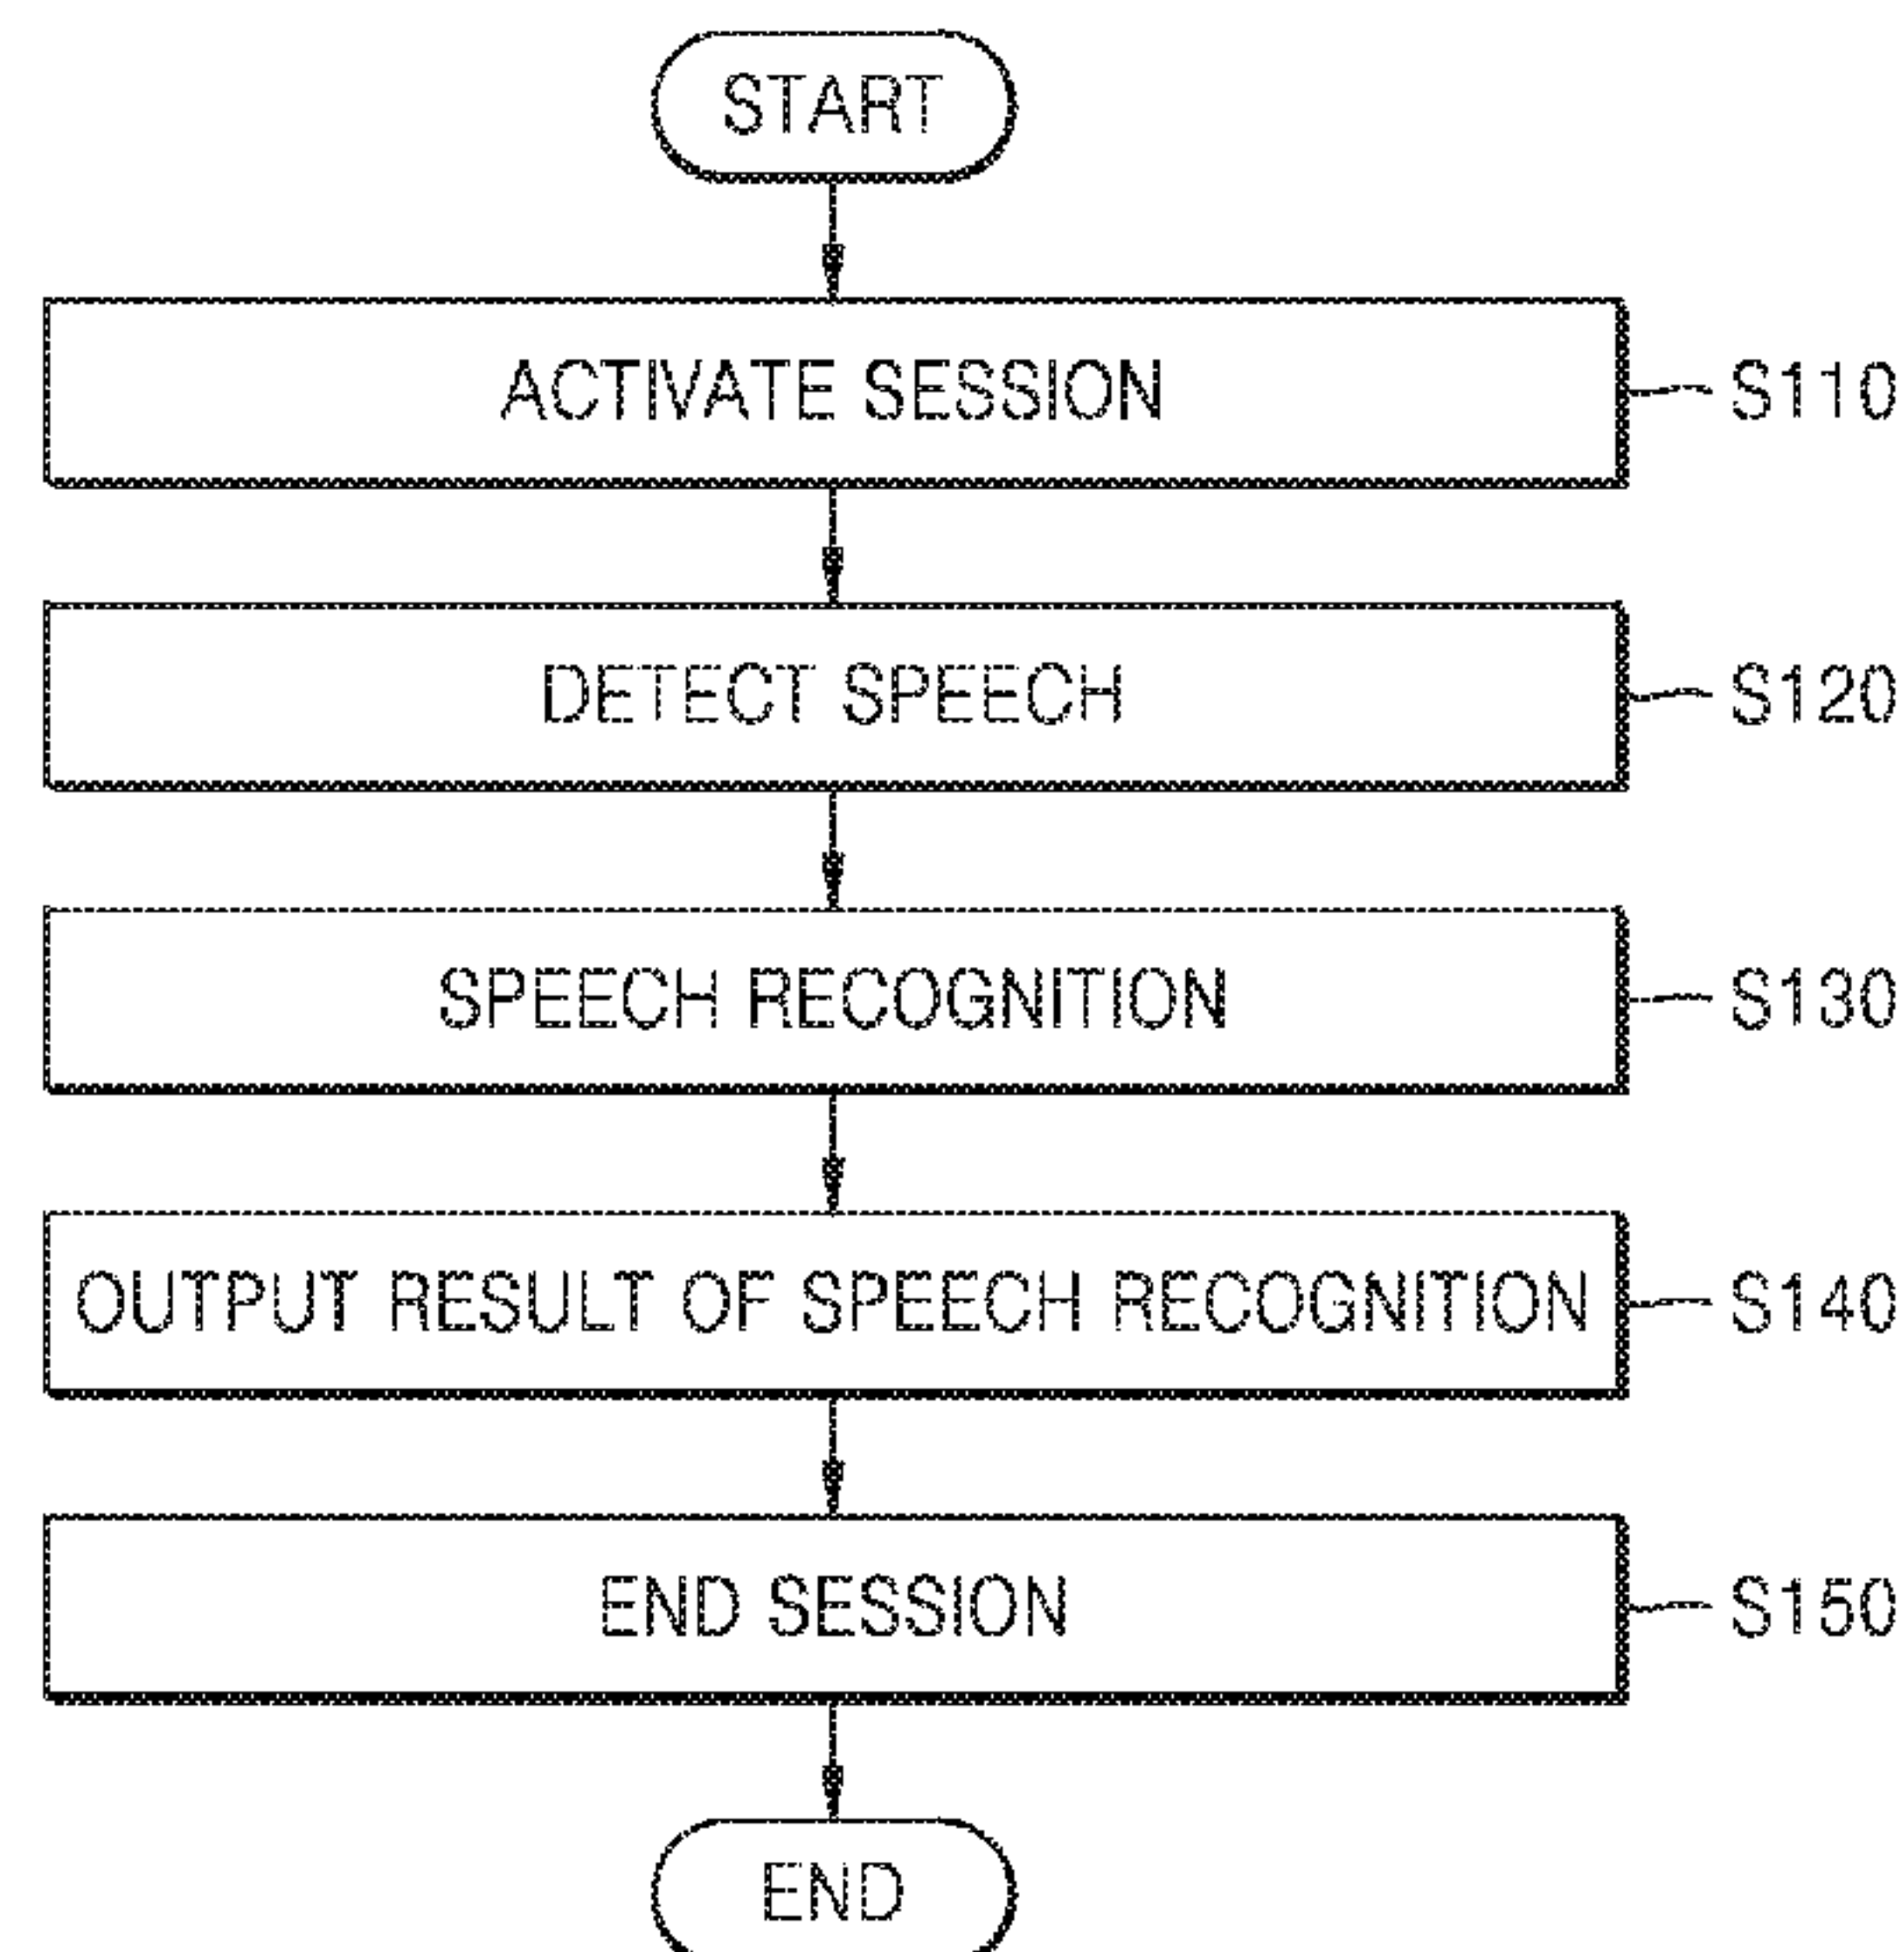 START
ACTIVATE SESSION
S110
DETECT SPEECH
S120
SPEECH RECOGNITION
S130
OUTPUT RESULT OF SPEECH RECOGNITION
S140
END SESSION
S150
END